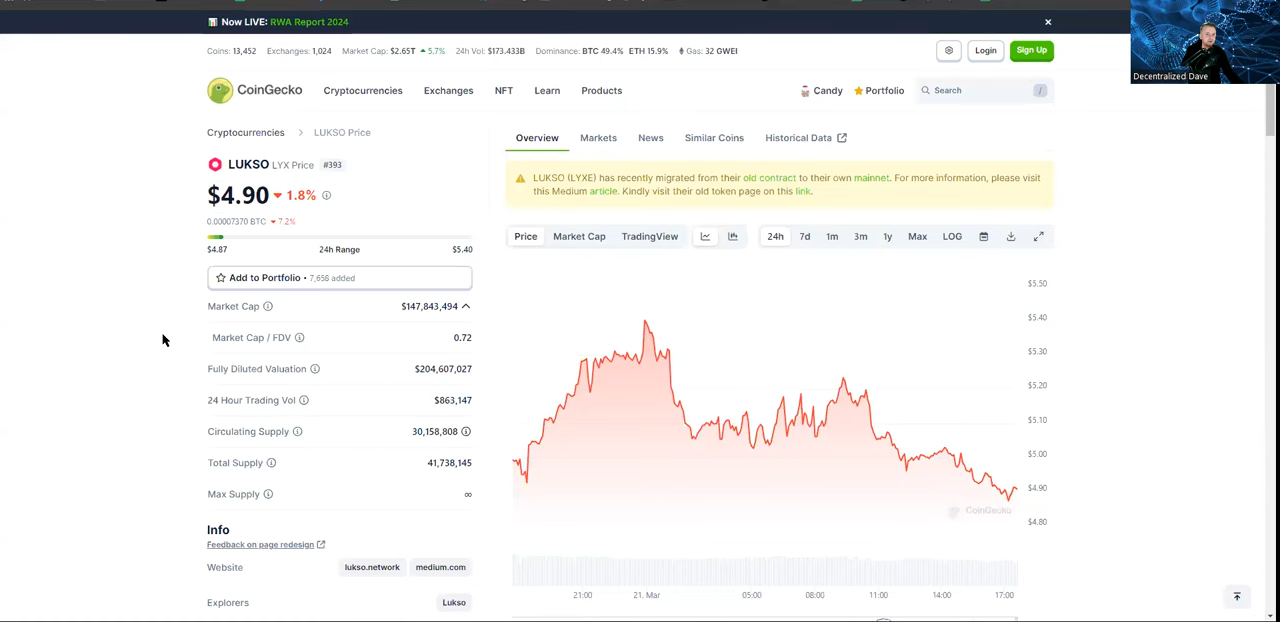 Now LIVE: RWA Report 2024
Coins: 13,452 Exchanges: 1,024 Market Cap: $2.65T 5.7% 24h Vol: $173.433B Dominance: BTC 49.4% ETH 15.9% Gas: 32 GWEI
Login
Sign Up
Decentralized Dave
CoinGecko
Cryptocurrencies Exchanges NFT Learn Products
Candy Portfolio Search /
Cryptocurrencies > LUKSO Price
LUKSO LYX Price #393
$4.90 1.8%
0.00007370 BTC 7.2%
$4.87 24h Range $5.40
Add to Portfolio • 7,656 added
Market Cap $147,843,494
Market Cap / FDV 0.72
Fully Diluted Valuation $204,607,027
24 Hour Trading Vol $863,147
Circulating Supply 30,158,808
Total Supply 41,738,145
Max Supply ∞
Info
Feedback on page redesign
Website lukso.network medium.com
Explorers Lukso
Overview Markets News Similar Coins Historical Data
LUKSO (LYXE) has recently migrated from their old contract to their own mainnet. For more information, please visit
this Medium article. Kindly visit their old token page on this link.
Price Market Cap TradingView 24h 7d 1m 3m 1y Max LOG
$5.50
$5.40
$5.30
$5.20
$5.10
$5.00
$4.90
$4.80
CoinGecko
21:00 21. Mar 05:00 08:00 11:00 14:00 17:00